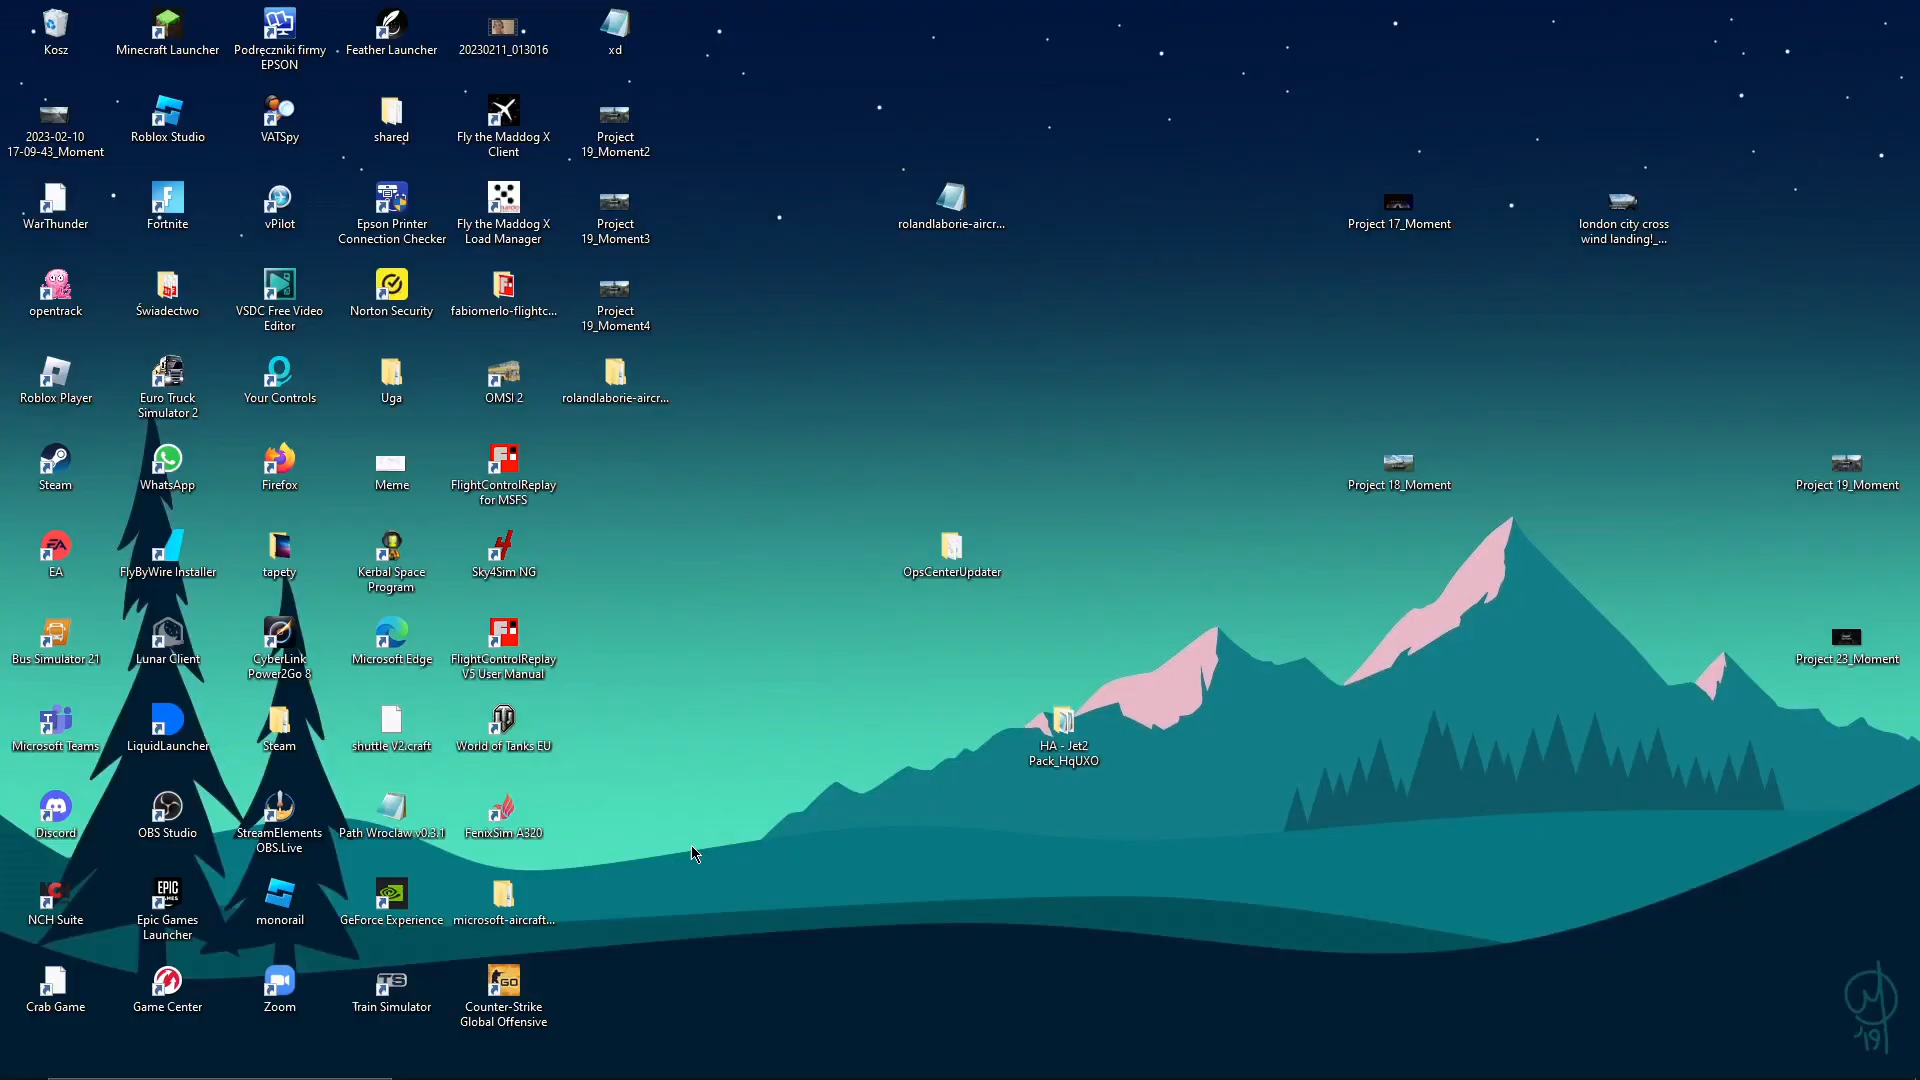 Kosz
Minecraft Launcher
Podręczniki firmy
EPSON
Feather Launcher
20230211_013016
xd
2023-02-10
17-09-43_Moment
Roblox Studio
VATSpy
shared
Fly the Maddog X
Client
Project
19_Moment2
WarThunder
Fortnite
vPilot
Epson Printer
Connection Checker
Fly the Maddog X
Load Manager
Project
19_Moment3
rolandlaborie-aircr...
Project 17_Moment
london city cross
wind landing!_...
opentrack
Świadectwo
VSDC Free Video
Editor
Norton Security
fabiomerlo-flightc...
Project
19_Moment4
Roblox Player
Euro Truck
Simulator 2
Your Controls
Uga
OMSI 2
rolandlaborie-aircr...
Steam
WhatsApp
Firefox
Meme
FlightControlReplay
for MSFS
Project 18_Moment
Project 19_Moment
EA
FlyByWire Installer
tapety
Kerbal Space
Program
Sky4Sim NG
OpsCenterUpdater
Bus Simulator 21
Lunar Client
CyberLink
Power2Go 8
Microsoft Edge
FlightControlReplay
V5 User Manual
Project 23_Moment
Microsoft Teams
LiquidLauncher
Steam
shuttle V2.craft
World of Tanks EU
HA - Jet2
Pack_HqUXO
Discord
OBS Studio
StreamElements
OBS.Live
Path Wroclaw v0.3.1
FenixSim A320
NCH Suite
EPIC
GAMES
Epic Games
Launcher
monorail
GeForce Experience
microsoft-aircraft...
Crab Game
Game Center
Zoom
TS
Train Simulator
GO
Counter-Strike
Global Offensive
'19